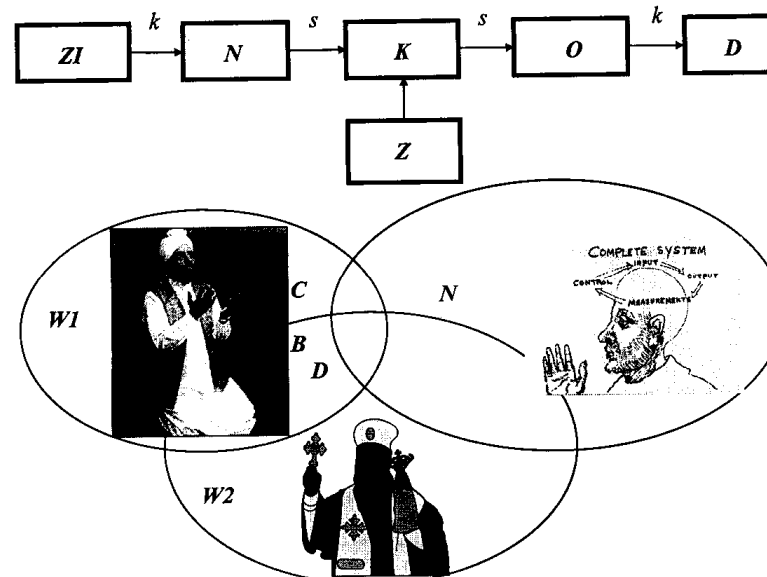 k s s k
ZI N K O D
Z
COMPLETE SYSTEM
INPUT
OUTPUT
CONTROL
MEASUREMENTS
C
N
W1
B
D
W2